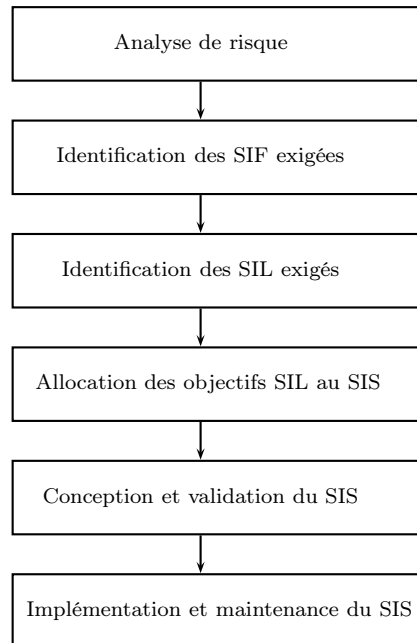 Analyse de risque
Identification des SIF exigées
Identification des SIL exigés
Allocation des objectifs SIL au SIS
Conception et validation du SIS
Implémentation et maintenance du SIS